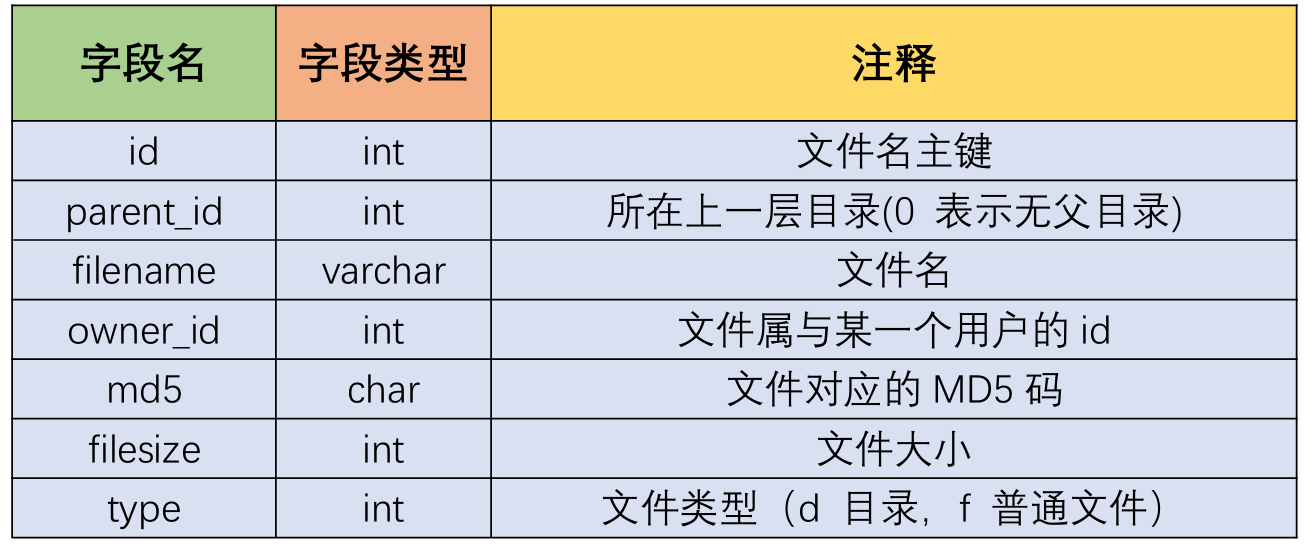 字段名 字段类型 注释
id int 文件名主键
parent_id int 所在上一层目录(0 表示无父目录)
filename varchar 文件名
owner_id int 文件属与某一个用户的 id
md5 char 文件对应的 MD5 码
filesize int 文件大小
type int 文件类型（d 目录, f 普通文件）